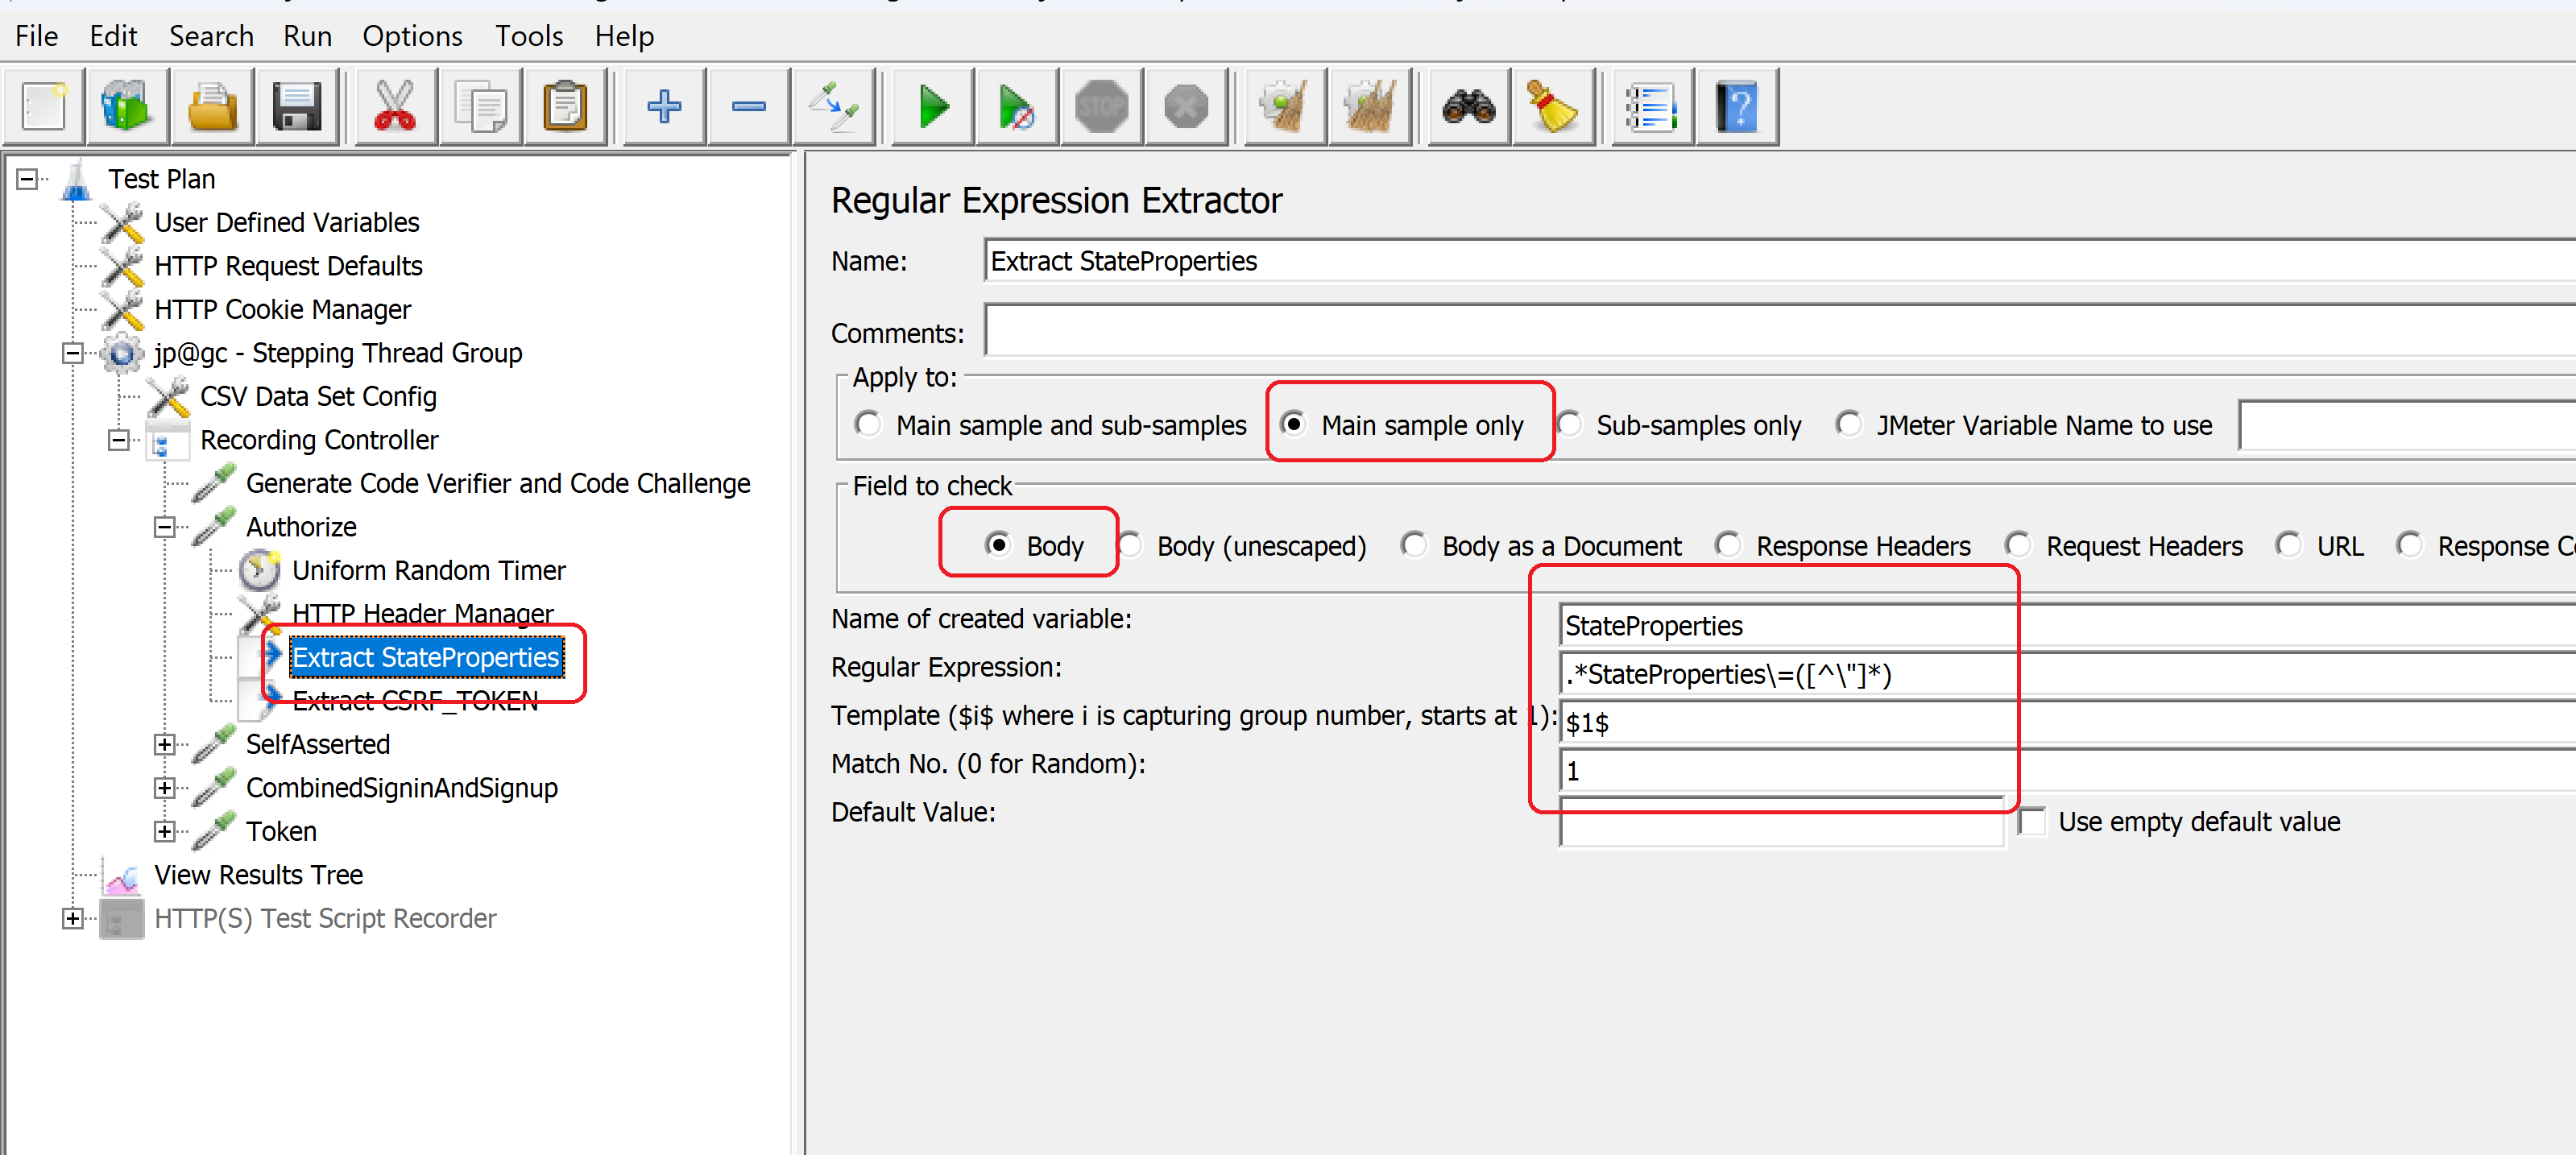 File Edit Search Run Options Tools Help
STOP
Test Plan
User Defined Variables
HTTP Request Defaults
HTTP Cookie Manager
jp@gc - Stepping Thread Group
CSV Data Set Config
Recording Controller
Generate Code Verifier and Code Challenge
Authorize
Uniform Random Timer
HTTP Header Manager
Extract StateProperties
Extract CSRF_TOKEN
SelfAsserted
CombinedSigninAndSignup
Token
View Results Tree
HTTP(S) Test Script Recorder
Regular Expression Extractor
Name: Extract StateProperties
Comments:
Apply to:
Main sample and sub-samples Main sample only Sub-samples only JMeter Variable Name to use
Field to check
Body Body (unescaped) Body as a Document Response Headers Request Headers URL Response
Name of created variable: StateProperties
Regular Expression: .*StateProperties\=([^\"]*)
Template ($i$ where i is capturing group number, starts at 1): $1$
Match No. (0 for Random): 1
Default Value: Use empty default value